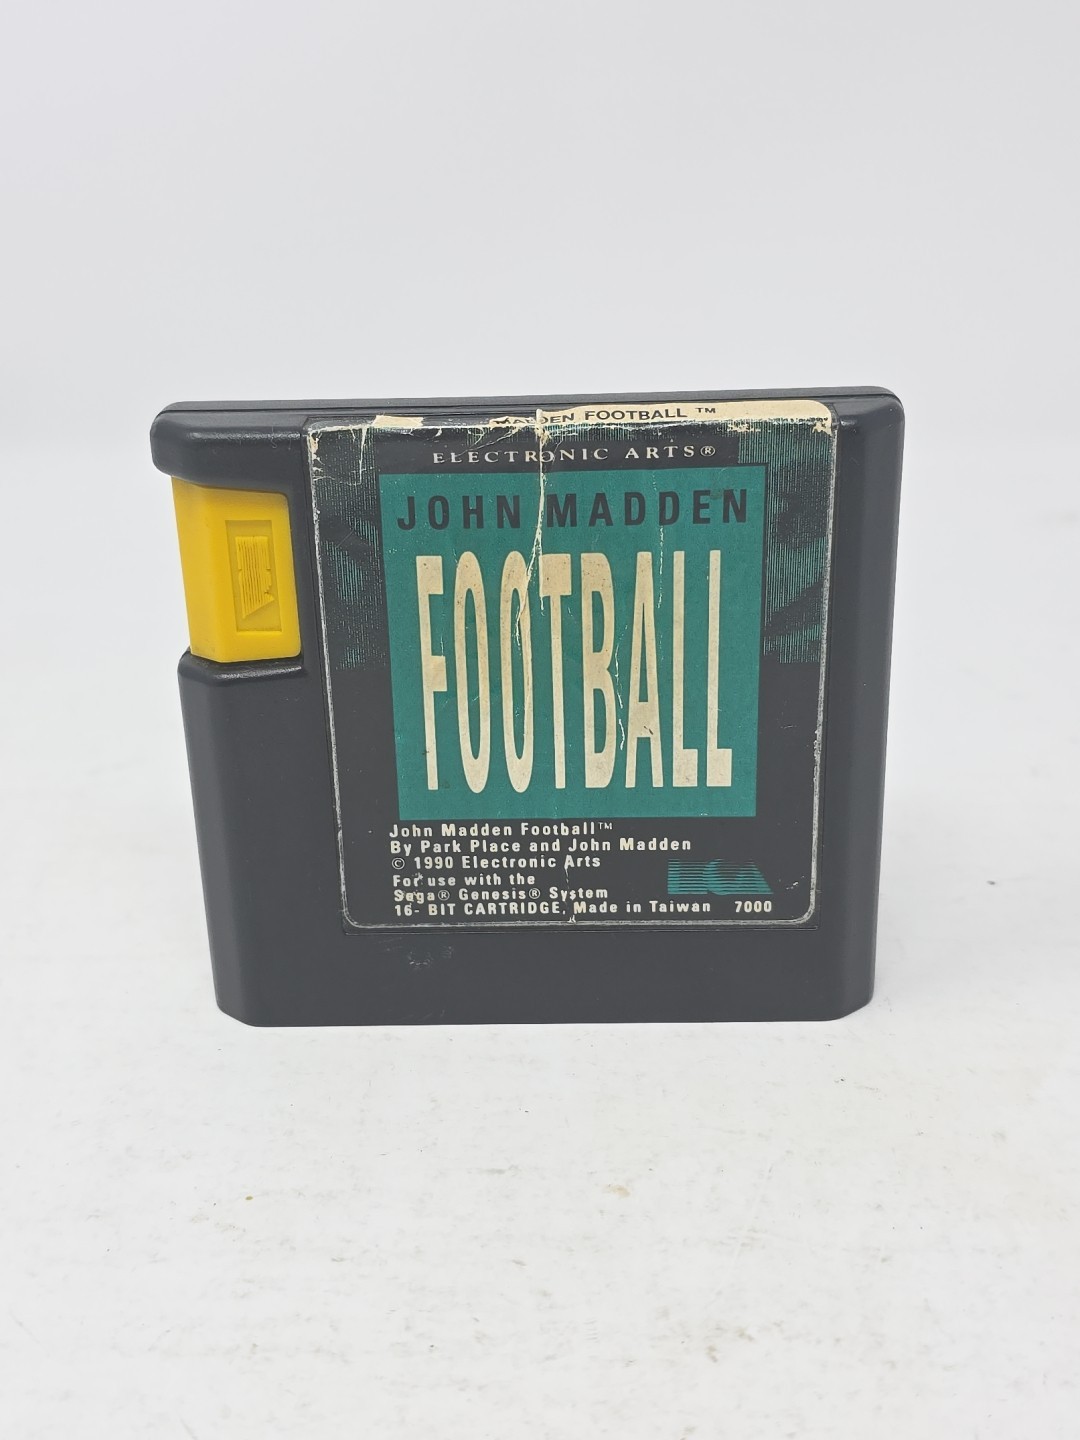 MADDEN FOOTBALL ™
ELECTRONIC ARTS®
JOHN MADDEN
FOOTBALL
John Madden Football™
By Park Place and John Madden
© 1990 Electronic Arts
For use with the
Sega® Genesis® System
16- BIT CARTRIDGE, Made in Taiwan 7000
EA